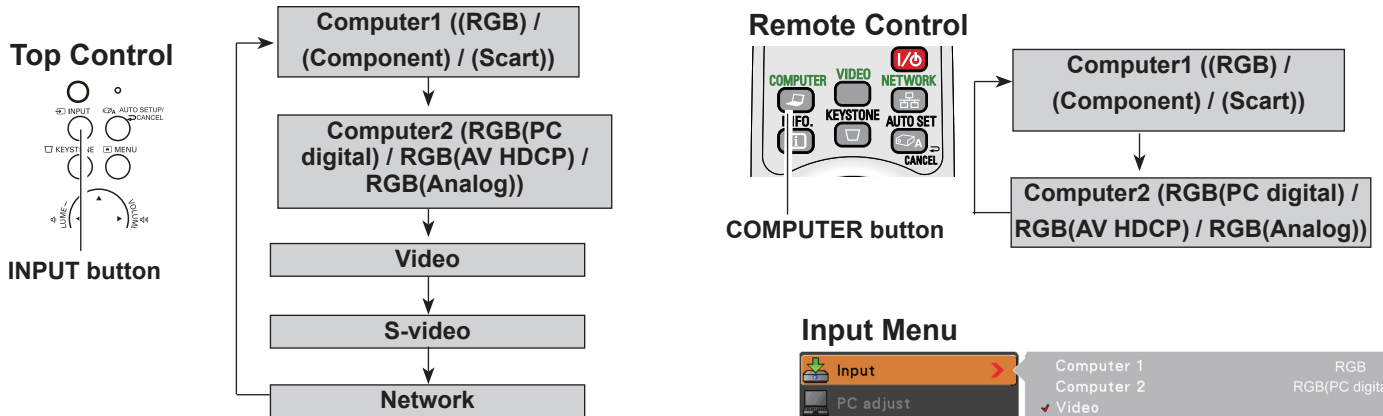 Top Control
INPUT
AUTO SETUP/
CANCEL
MENU
INPUT button
Computer1 ((RGB) /
(Component) / (Scart))
Computer2 (RGB(PC
digital) / RGB(AV HDCP) /
RGB(Analog))
Video
S-video
Network
Remote Control
COMPUTER
VIDEO
NETWORK
INFO.
KEYSTONE
AUTO SET
CANCEL
COMPUTER button
Computer1 ((RGB) /
(Component) / (Scart))
Computer2 (RGB(PC digital) /
RGB(AV HDCP) / RGB(Analog))
Input Menu
Input
PC adjust
Computer 1 RGB
Computer 2
Video